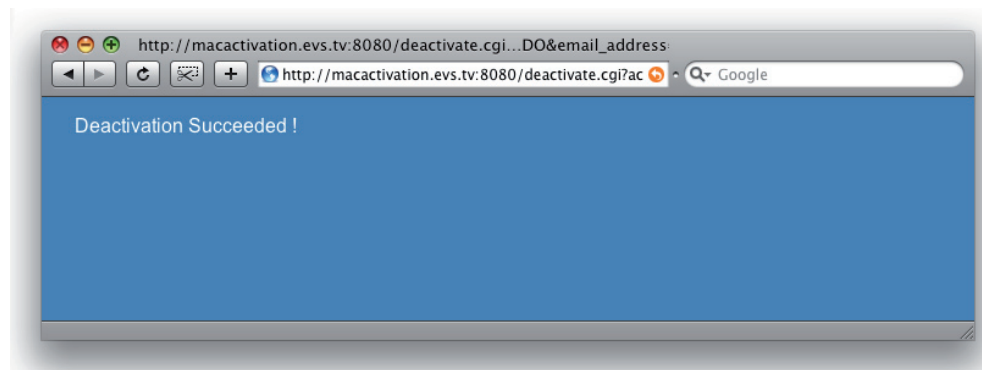 http://macactivation.evs.tv:8080/deactivate.cgi...DO&email_address
http://macactivation.evs.tv:8080/deactivate.cgi?ac
Google
Deactivation Succeeded !